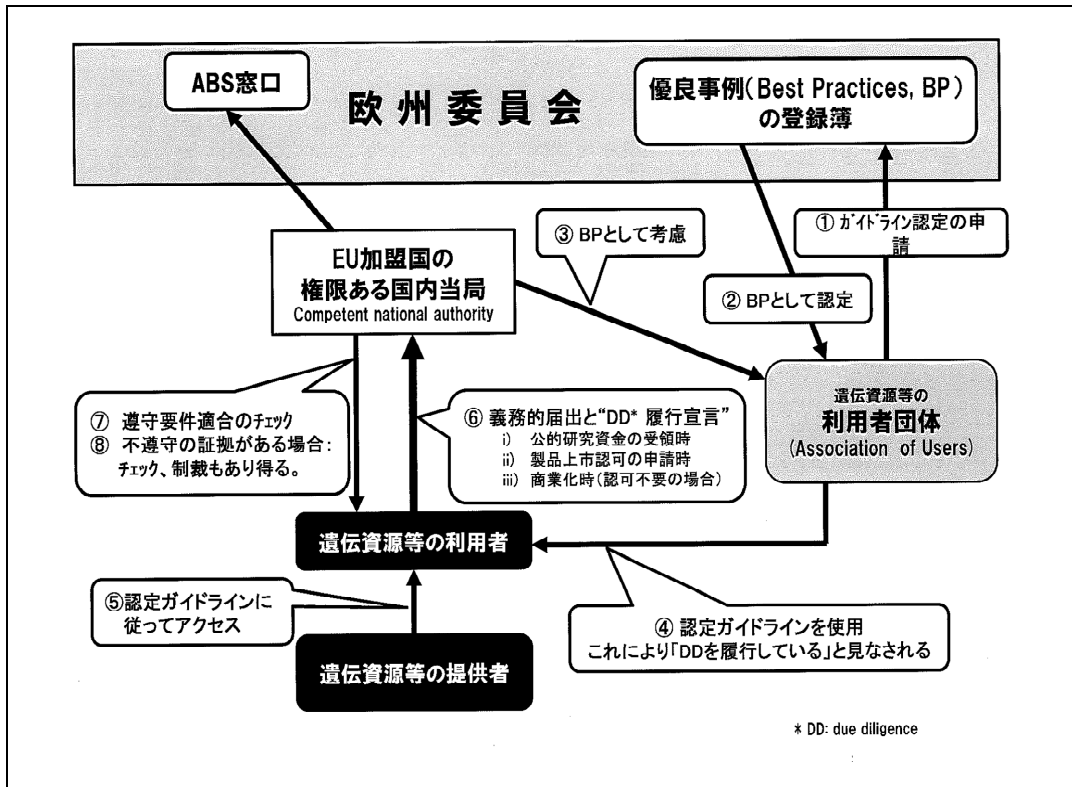 ABS窓口
欧州委員会
優良事例(Best Practices, BP)
の登録簿
③ BPとして考慮
① ガイドライン認定の申
請
EU加盟国の
権限ある国内当局
Competent national authority
② BPとして認定
遺伝資源等の
利用者団体
(Association of Users)
⑦ 遵守要件適合のチェック
⑧ 不遵守の証拠がある場合:
チェック、制裁もあり得る。
⑥ 義務的届出と“DD* 履行宣言”
i) 公的研究資金の受領時
ii) 製品上市認可の申請時
iii) 商業化時(認可不要の場合)
遺伝資源等の利用者
⑤認定ガイドラインに
従ってアクセス
④ 認定ガイドラインを使用
これにより「DDを履行している」と見なされる
遺伝資源等の提供者
* DD: due diligence